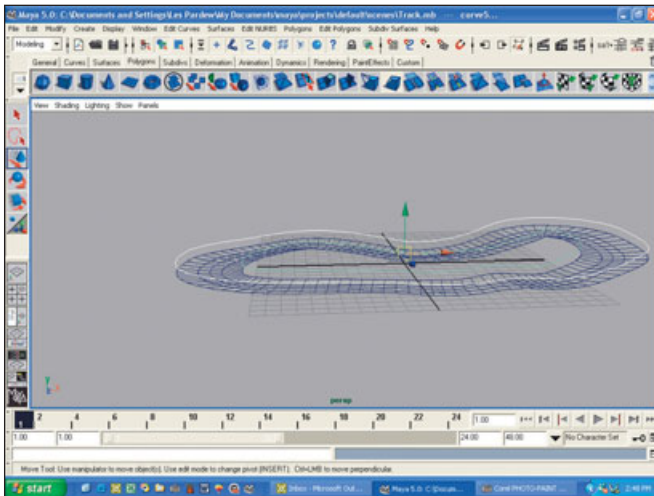 Maya 5.0: C:\Documents and Settings\Les Pardew\My Documents\maya\projects\default\scenes\Track.mb --- curve5...
File Edit Modify Create Display Window Edit Curves Surfaces Edit NURBS Polygons Edit Polygons Subdiv Surfaces Help
Modeling
General Curves Surfaces Polygons Subdivs Deformation Animation Dynamics Rendering PaintEffects Custom
View Shading Lighting Show Panels
y
persp
1 2 4 6 8 10 12 14 16 18 20 22 24 1.00
1.00 1.00 24.00 48.00 No Character Set
Move Tool: Use manipulator to move object(s). Use edit mode to change pivot (INSERT). Ctrl+LMB to move perpendicular.
start Inbox - Microsoft Out... Maya 5.0: C:\Docum... Corel PHOTO-PAINT ... 2:48 PM